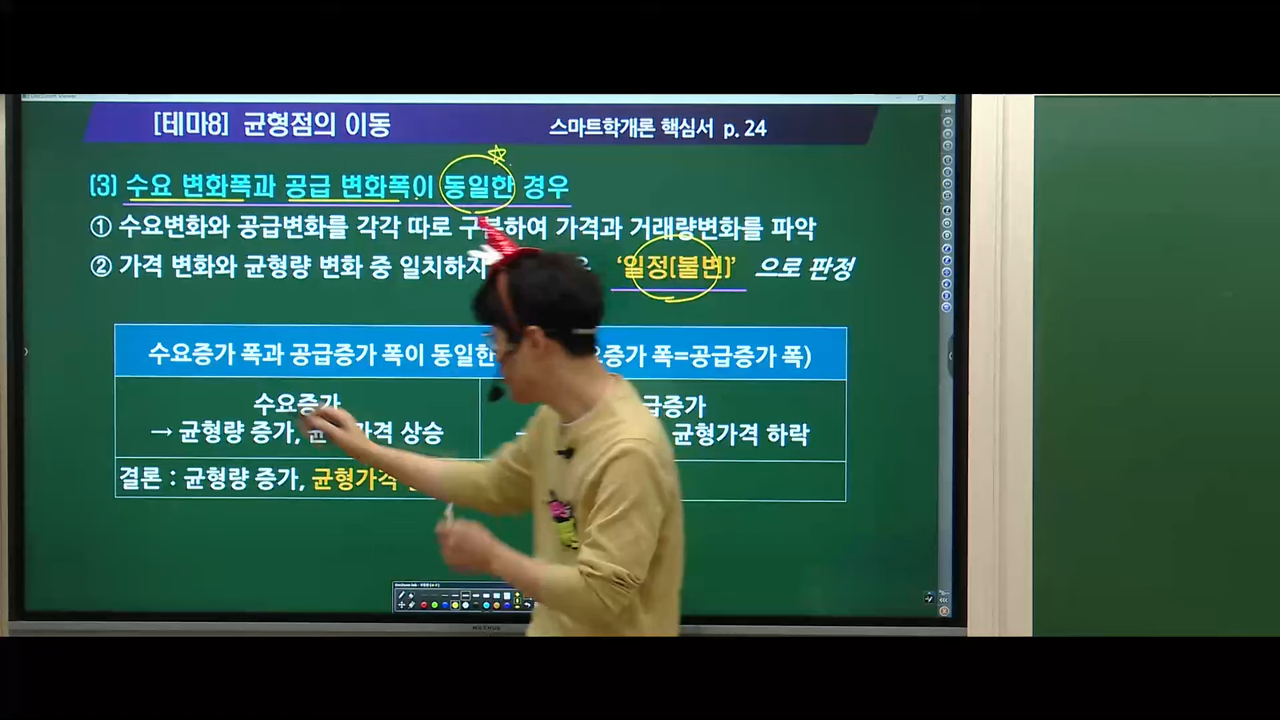 [테마8] 균형점의 이동
스마트학개론 핵심서 p. 24
(3) 수요 변화폭과 공급 변화폭이 동일한 경우
① 수요변화와 공급변화를 각각 따로 구분하여 가격과 거래량변화를 파악
② 가격 변화와 균형량 변화 중 일치하지 '일정[불변]' 으로 판정
수요증가 폭과 공급증가 폭이 동일한 증가 폭=공급증가 폭)
수요증가
→ 균형량 증가, 가격 상승
급증가
균형가격 하락
결론 : 균형량 증가, 균형가격